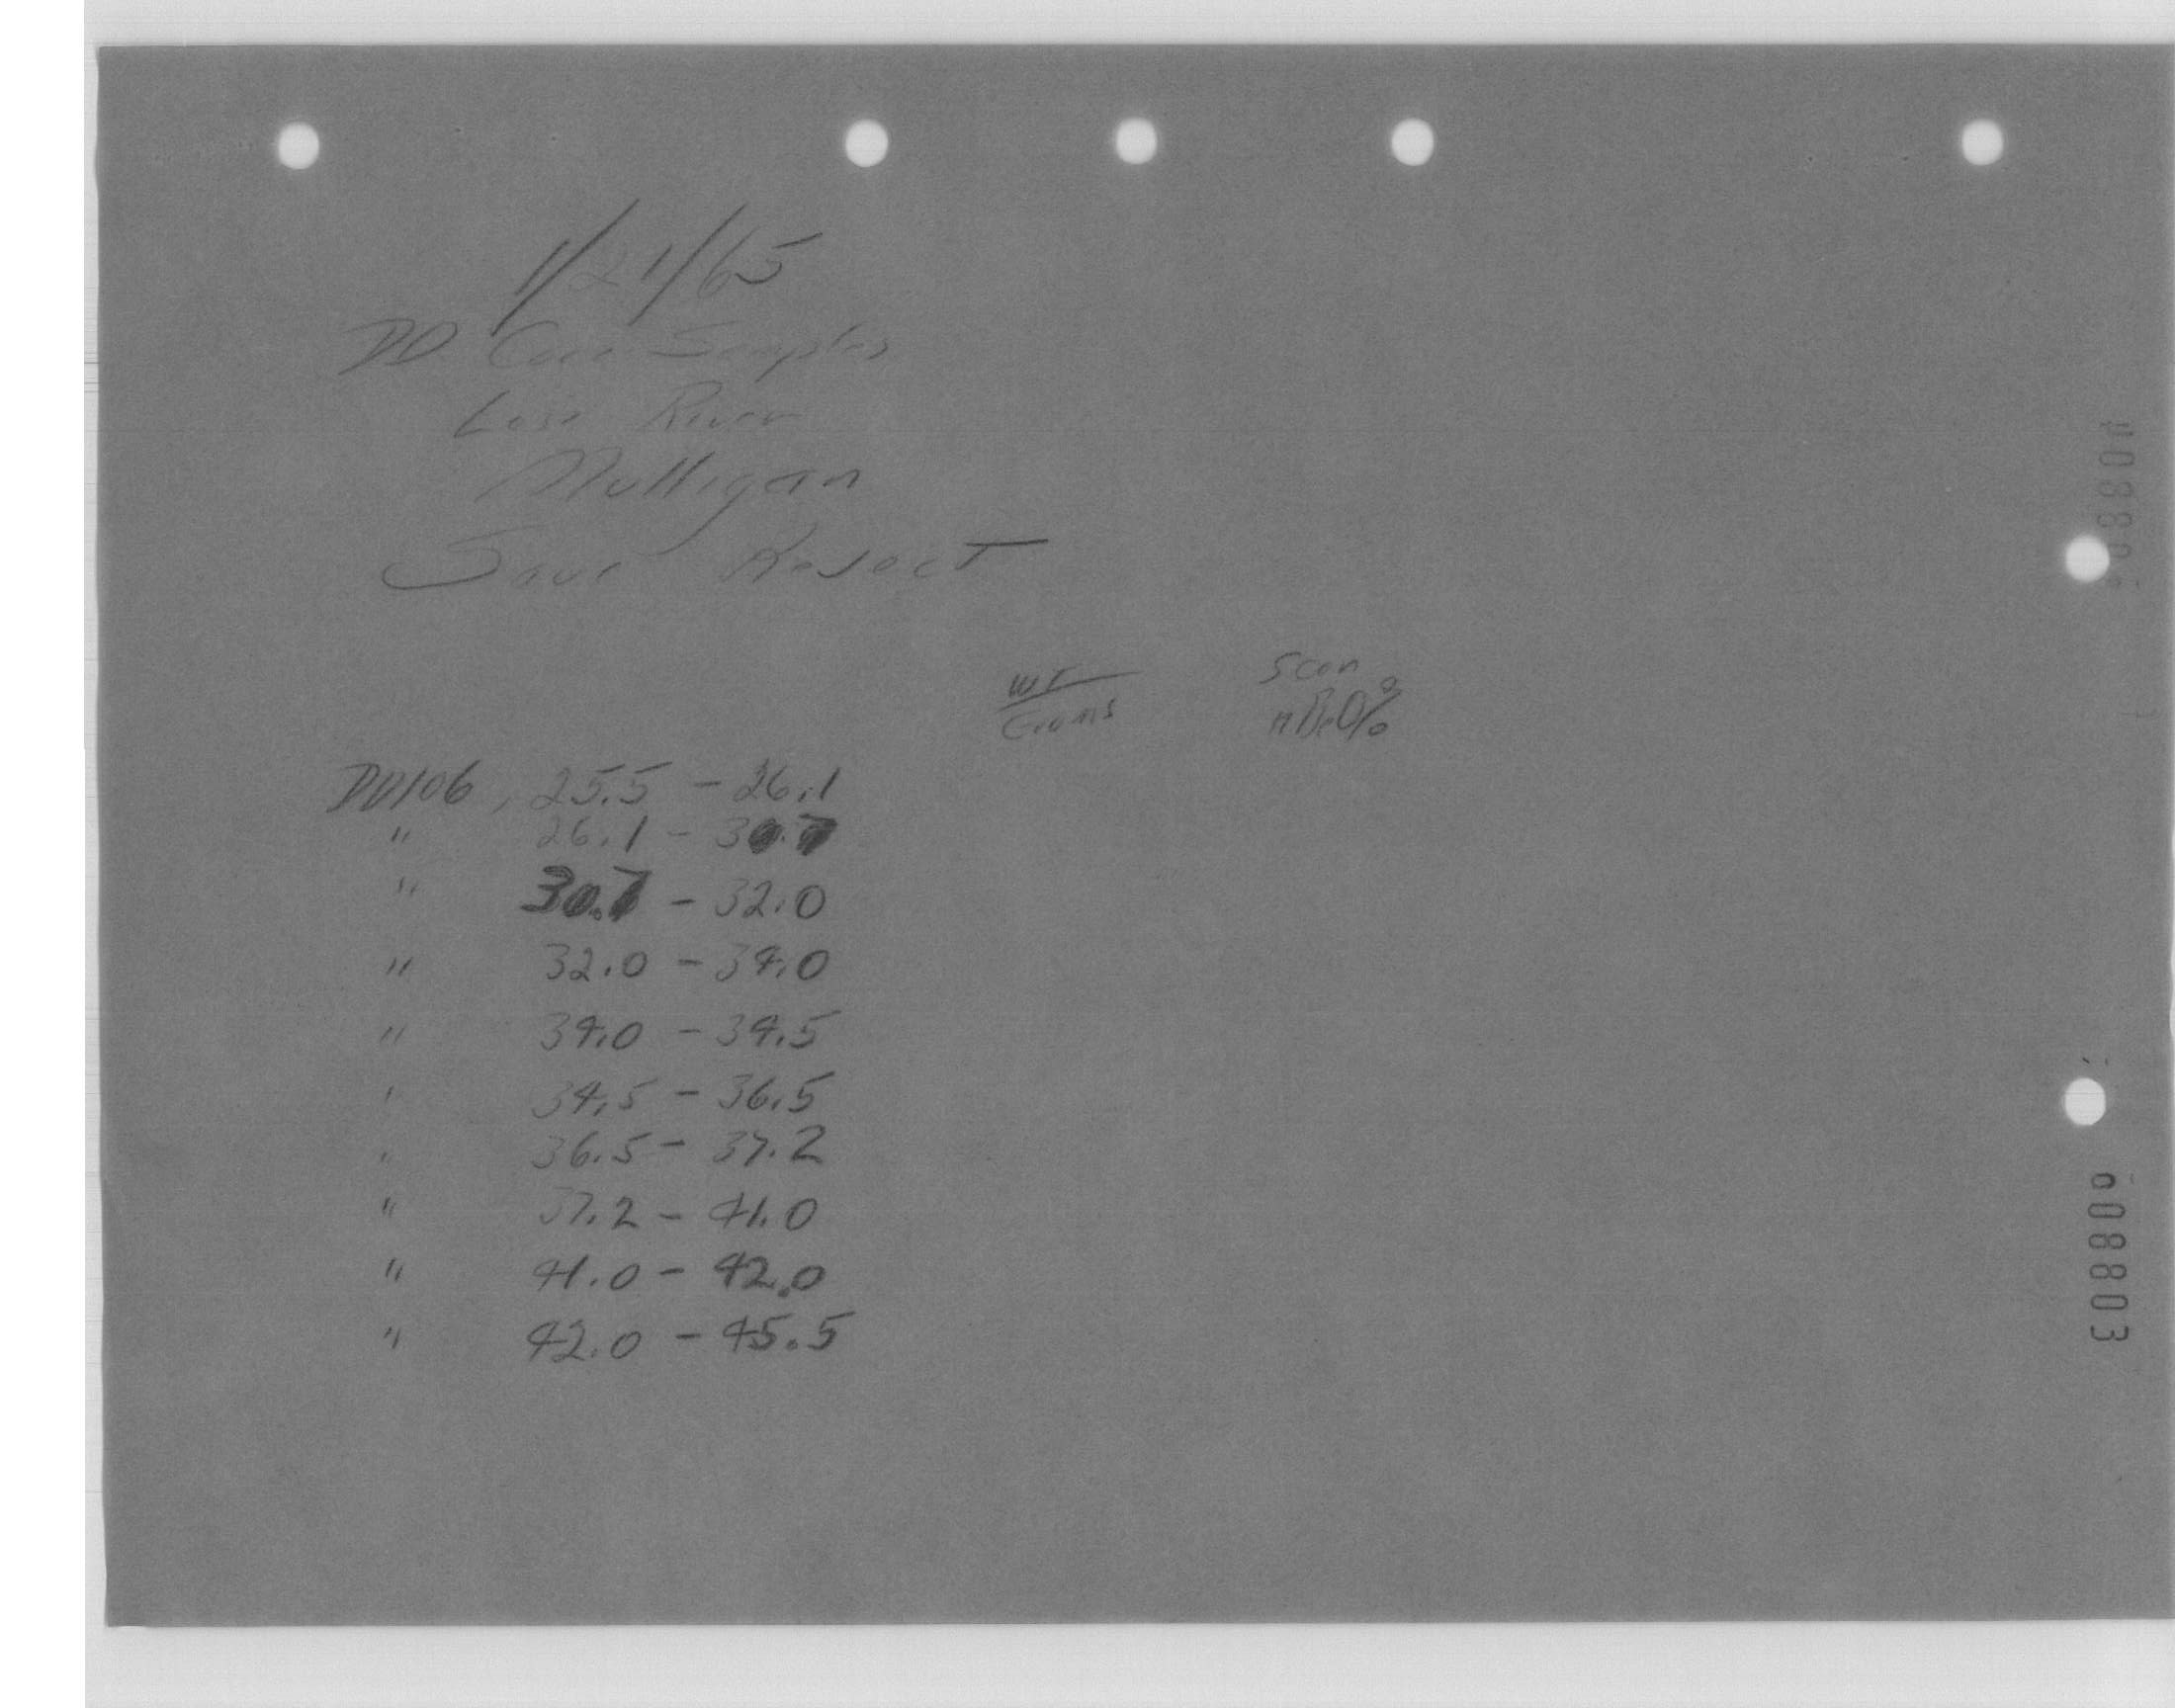 1/21/65
DD Core Samples
Lost River
Mulligan
Save Reject
WT Scan
Grams nBeO%
DD106, 25.5 - 26.1
" 26.1 - 30.7
" 30.7 - 32.0
" 32.0 - 34.0
" 34.0 - 34.5
" 34.5 - 36.5
" 36.5 - 37.2
" 37.2 - 41.0
" 41.0 - 42.0
" 42.0 - 45.5